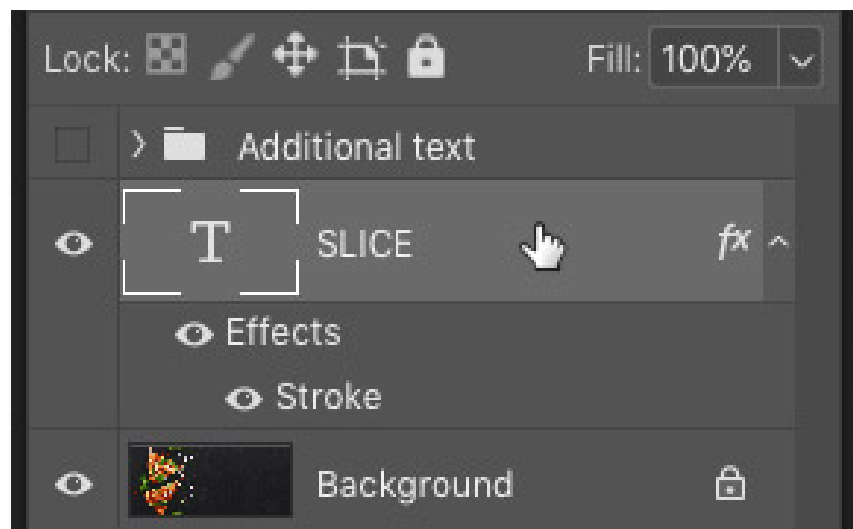 Lock: Fill: 100%
Additional text
T SLICE fx
Effects
Stroke
Background